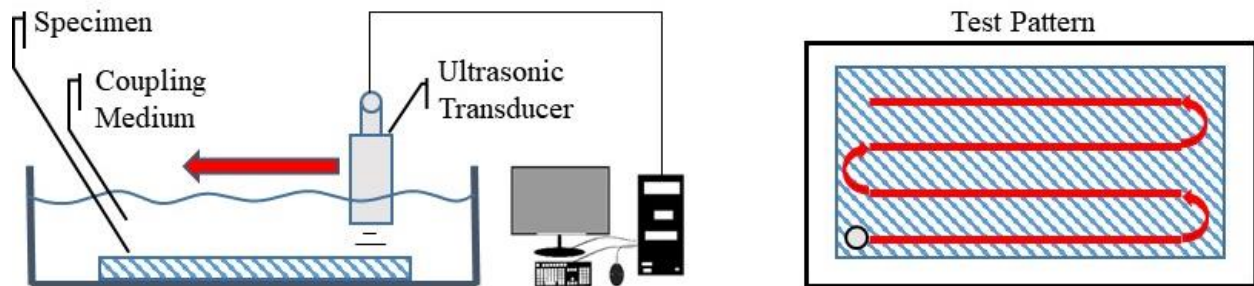 Specimen
Coupling
Medium
Ultrasonic
Transducer
Test Pattern